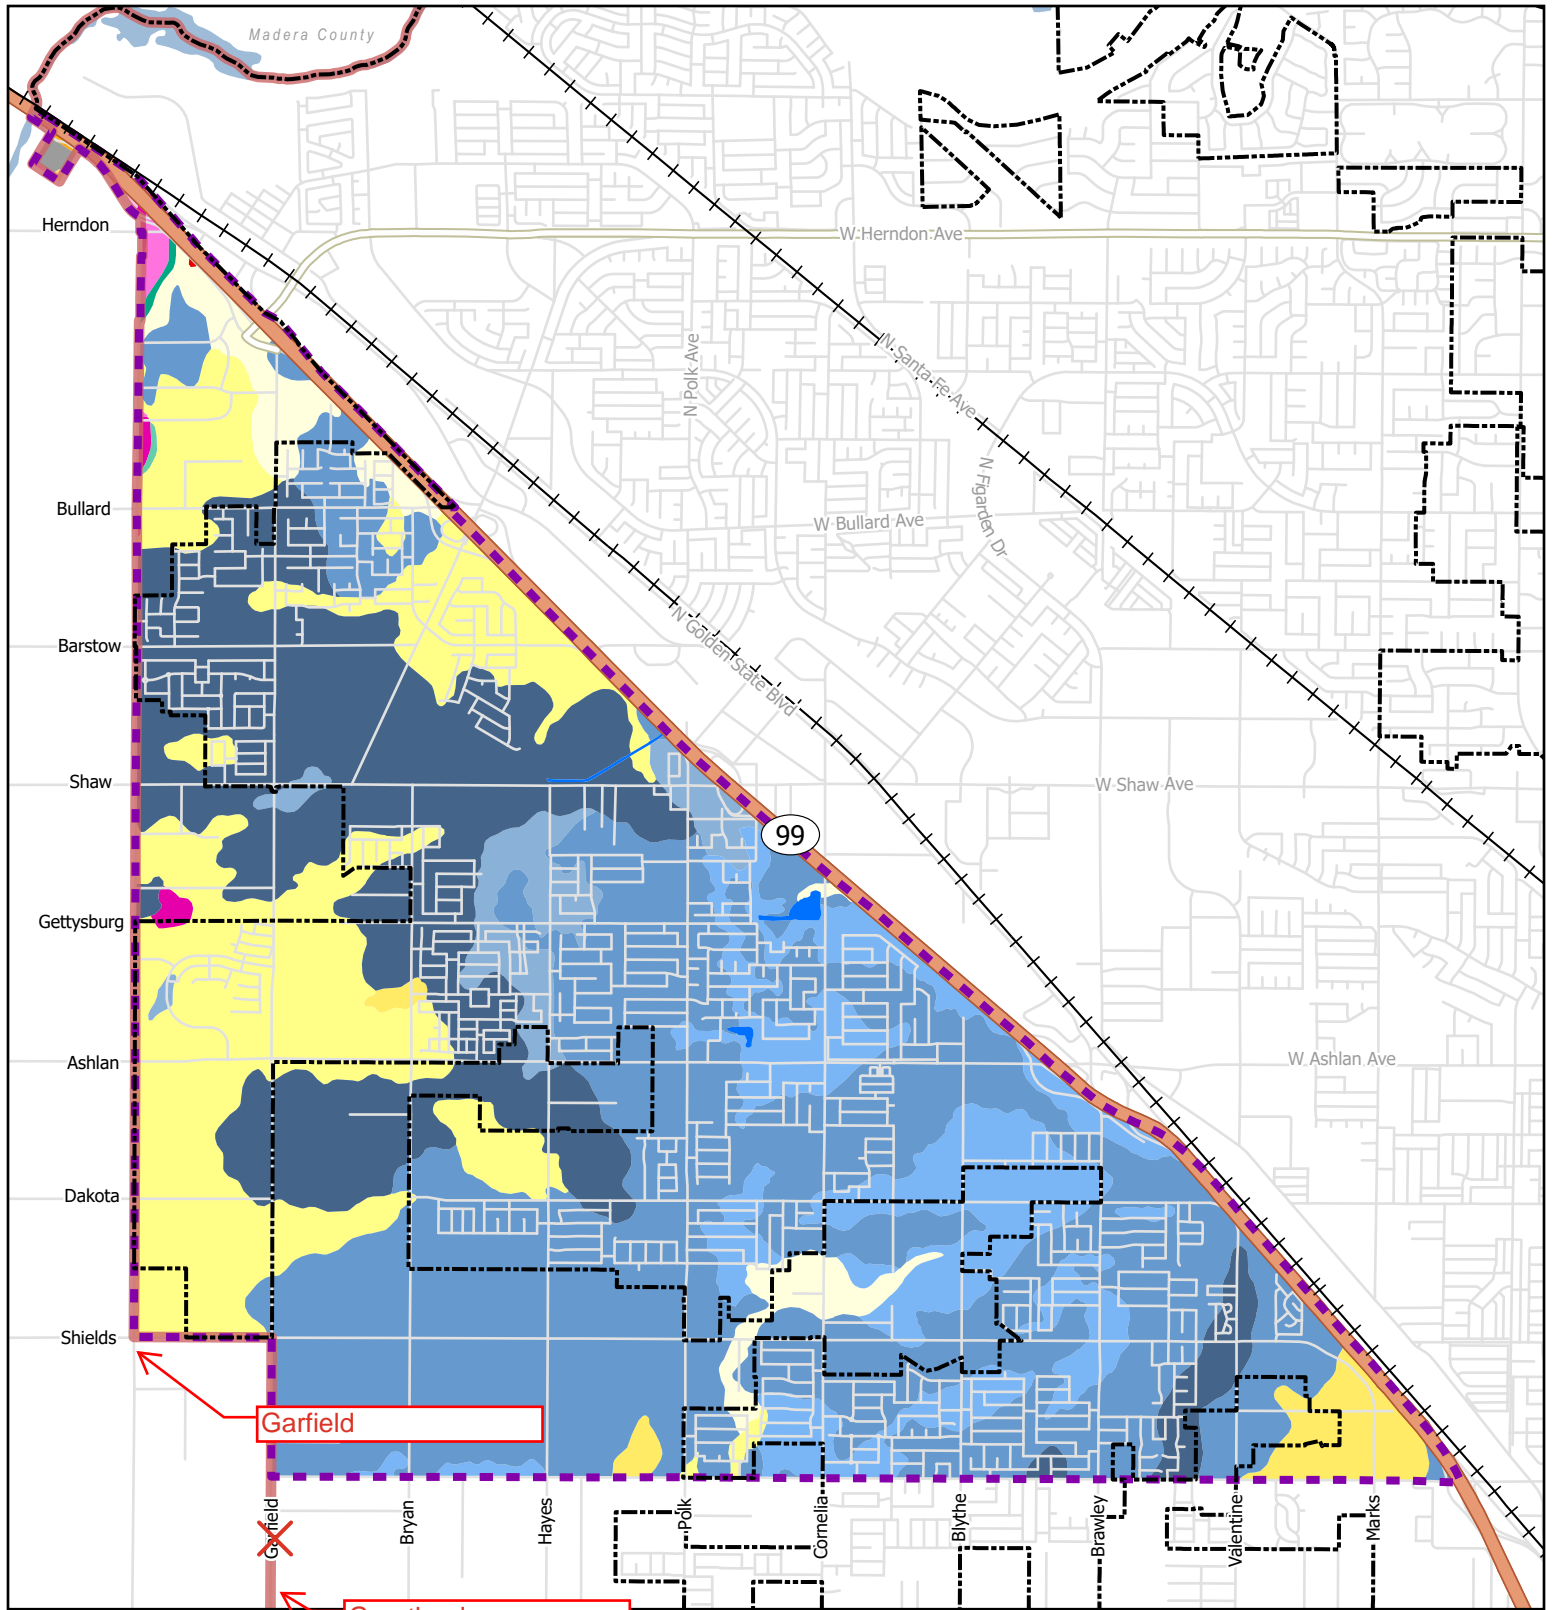 Madera County
Herndon
W Herndon Ave
N Santa Fe Ave
N Polk Ave
N Figarden Dr
Bullard
W Bullard Ave
Barstow
N Golden State Blvd
Shaw
W Shaw Ave
99
Gettysburg
Ashlan
W Ashlan Ave
Dakota
Shields
Garfield
Garfield
Bryan
Hayes
Polk
Cornelia
Blythe
Brawley
Valentine
Marks